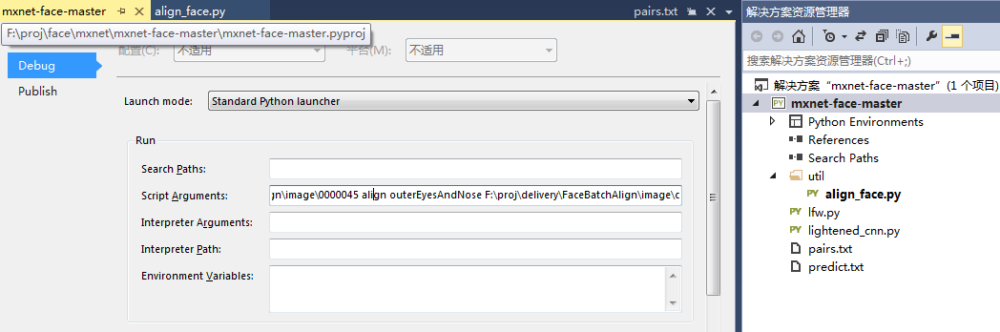 mxnet-face-master
align_face.py
pairs.txt
F:\proj\face\mxnet\mxnet-face-master\mxnet-face-master.pyproj
配置(C):
不适用
平台(M):
不适用
Debug
Publish
Launch mode:
Standard Python launcher
Run
Search Paths:
Script Arguments:
gn\image\0000045 align outerEyesAndNose F:\proj\delivery\FaceBatchAlign\image\c
Interpreter Arguments:
Interpreter Path:
Environment Variables:
解决方案资源管理器
搜索解决方案资源管理器(Ctrl+;)
解决方案“mxnet-face-master”(1 个项目)
PY mxnet-face-master
Python Environments
References
Search Paths
util
PY align_face.py
PY lfw.py
PY lightened_cnn.py
pairs.txt
predict.txt